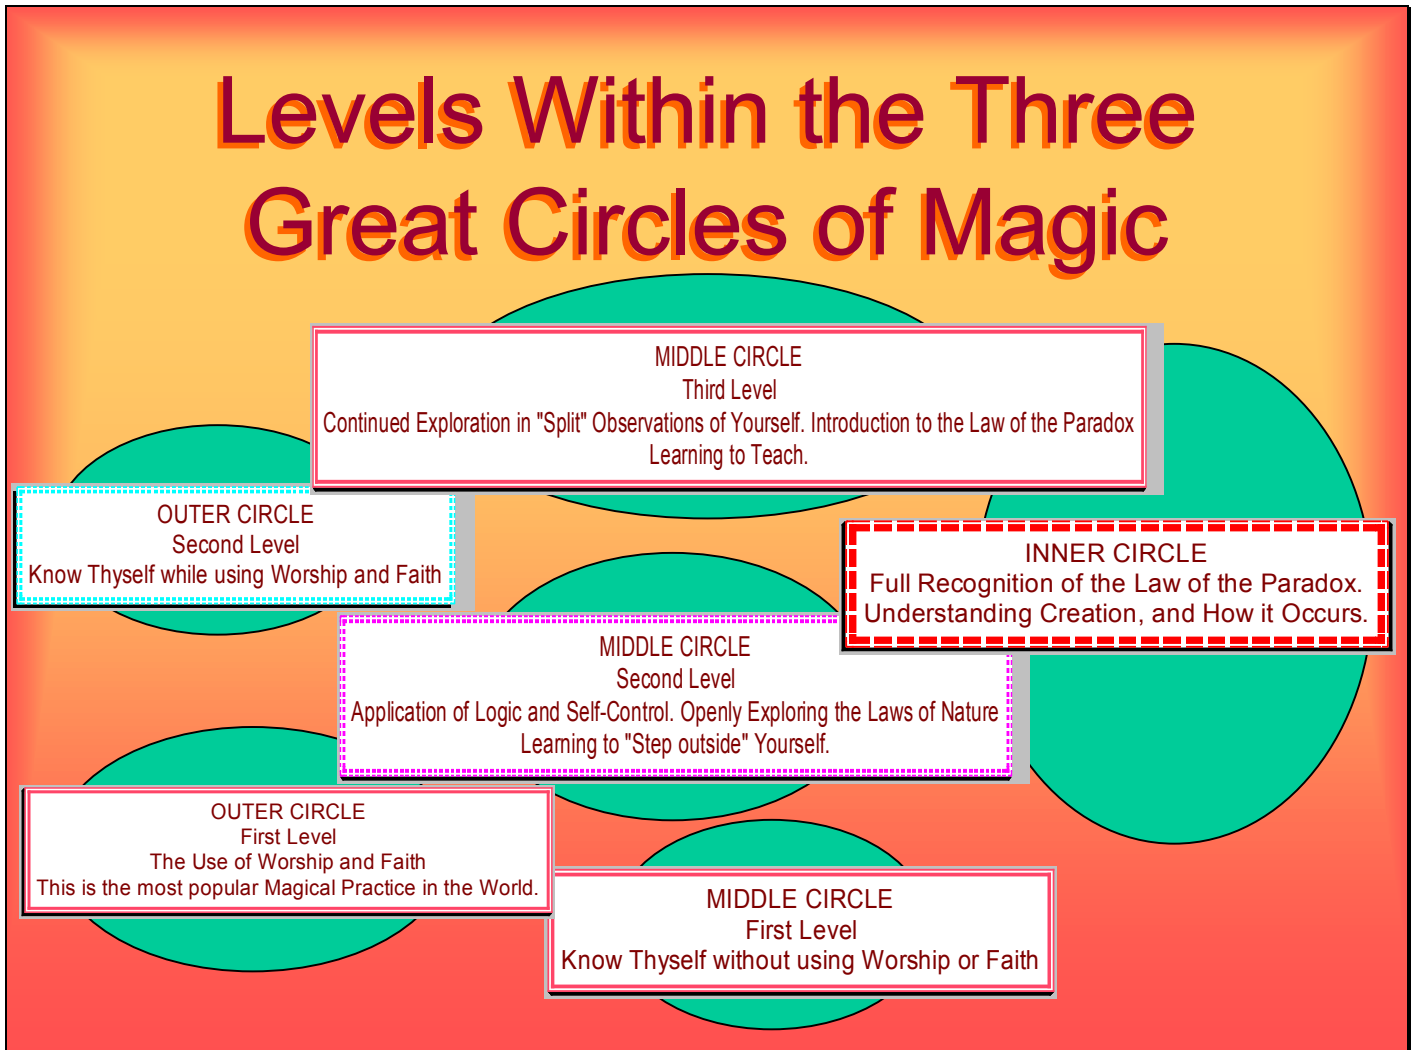 Levels Within the Three
Great Circles of Magic
MIDDLE CIRCLE
Third Level
Continued Exploration in "Split" Observations of Yourself. Introduction to the Law of the Paradox
Learning to Teach.
OUTER CIRCLE
Second Level
Know Thyself while using Worship and Faith
INNER CIRCLE
Full Recognition of the Law of the Paradox.
Understanding Creation, and How it Occurs.
MIDDLE CIRCLE
Second Level
Application of Logic and Self-Control. Openly Exploring the Laws of Nature
Learning to "Step outside" Yourself.
OUTER CIRCLE
First Level
The Use of Worship and Faith
This is the most popular Magical Practice in the World.
MIDDLE CIRCLE
First Level
Know Thyself without using Worship or Faith